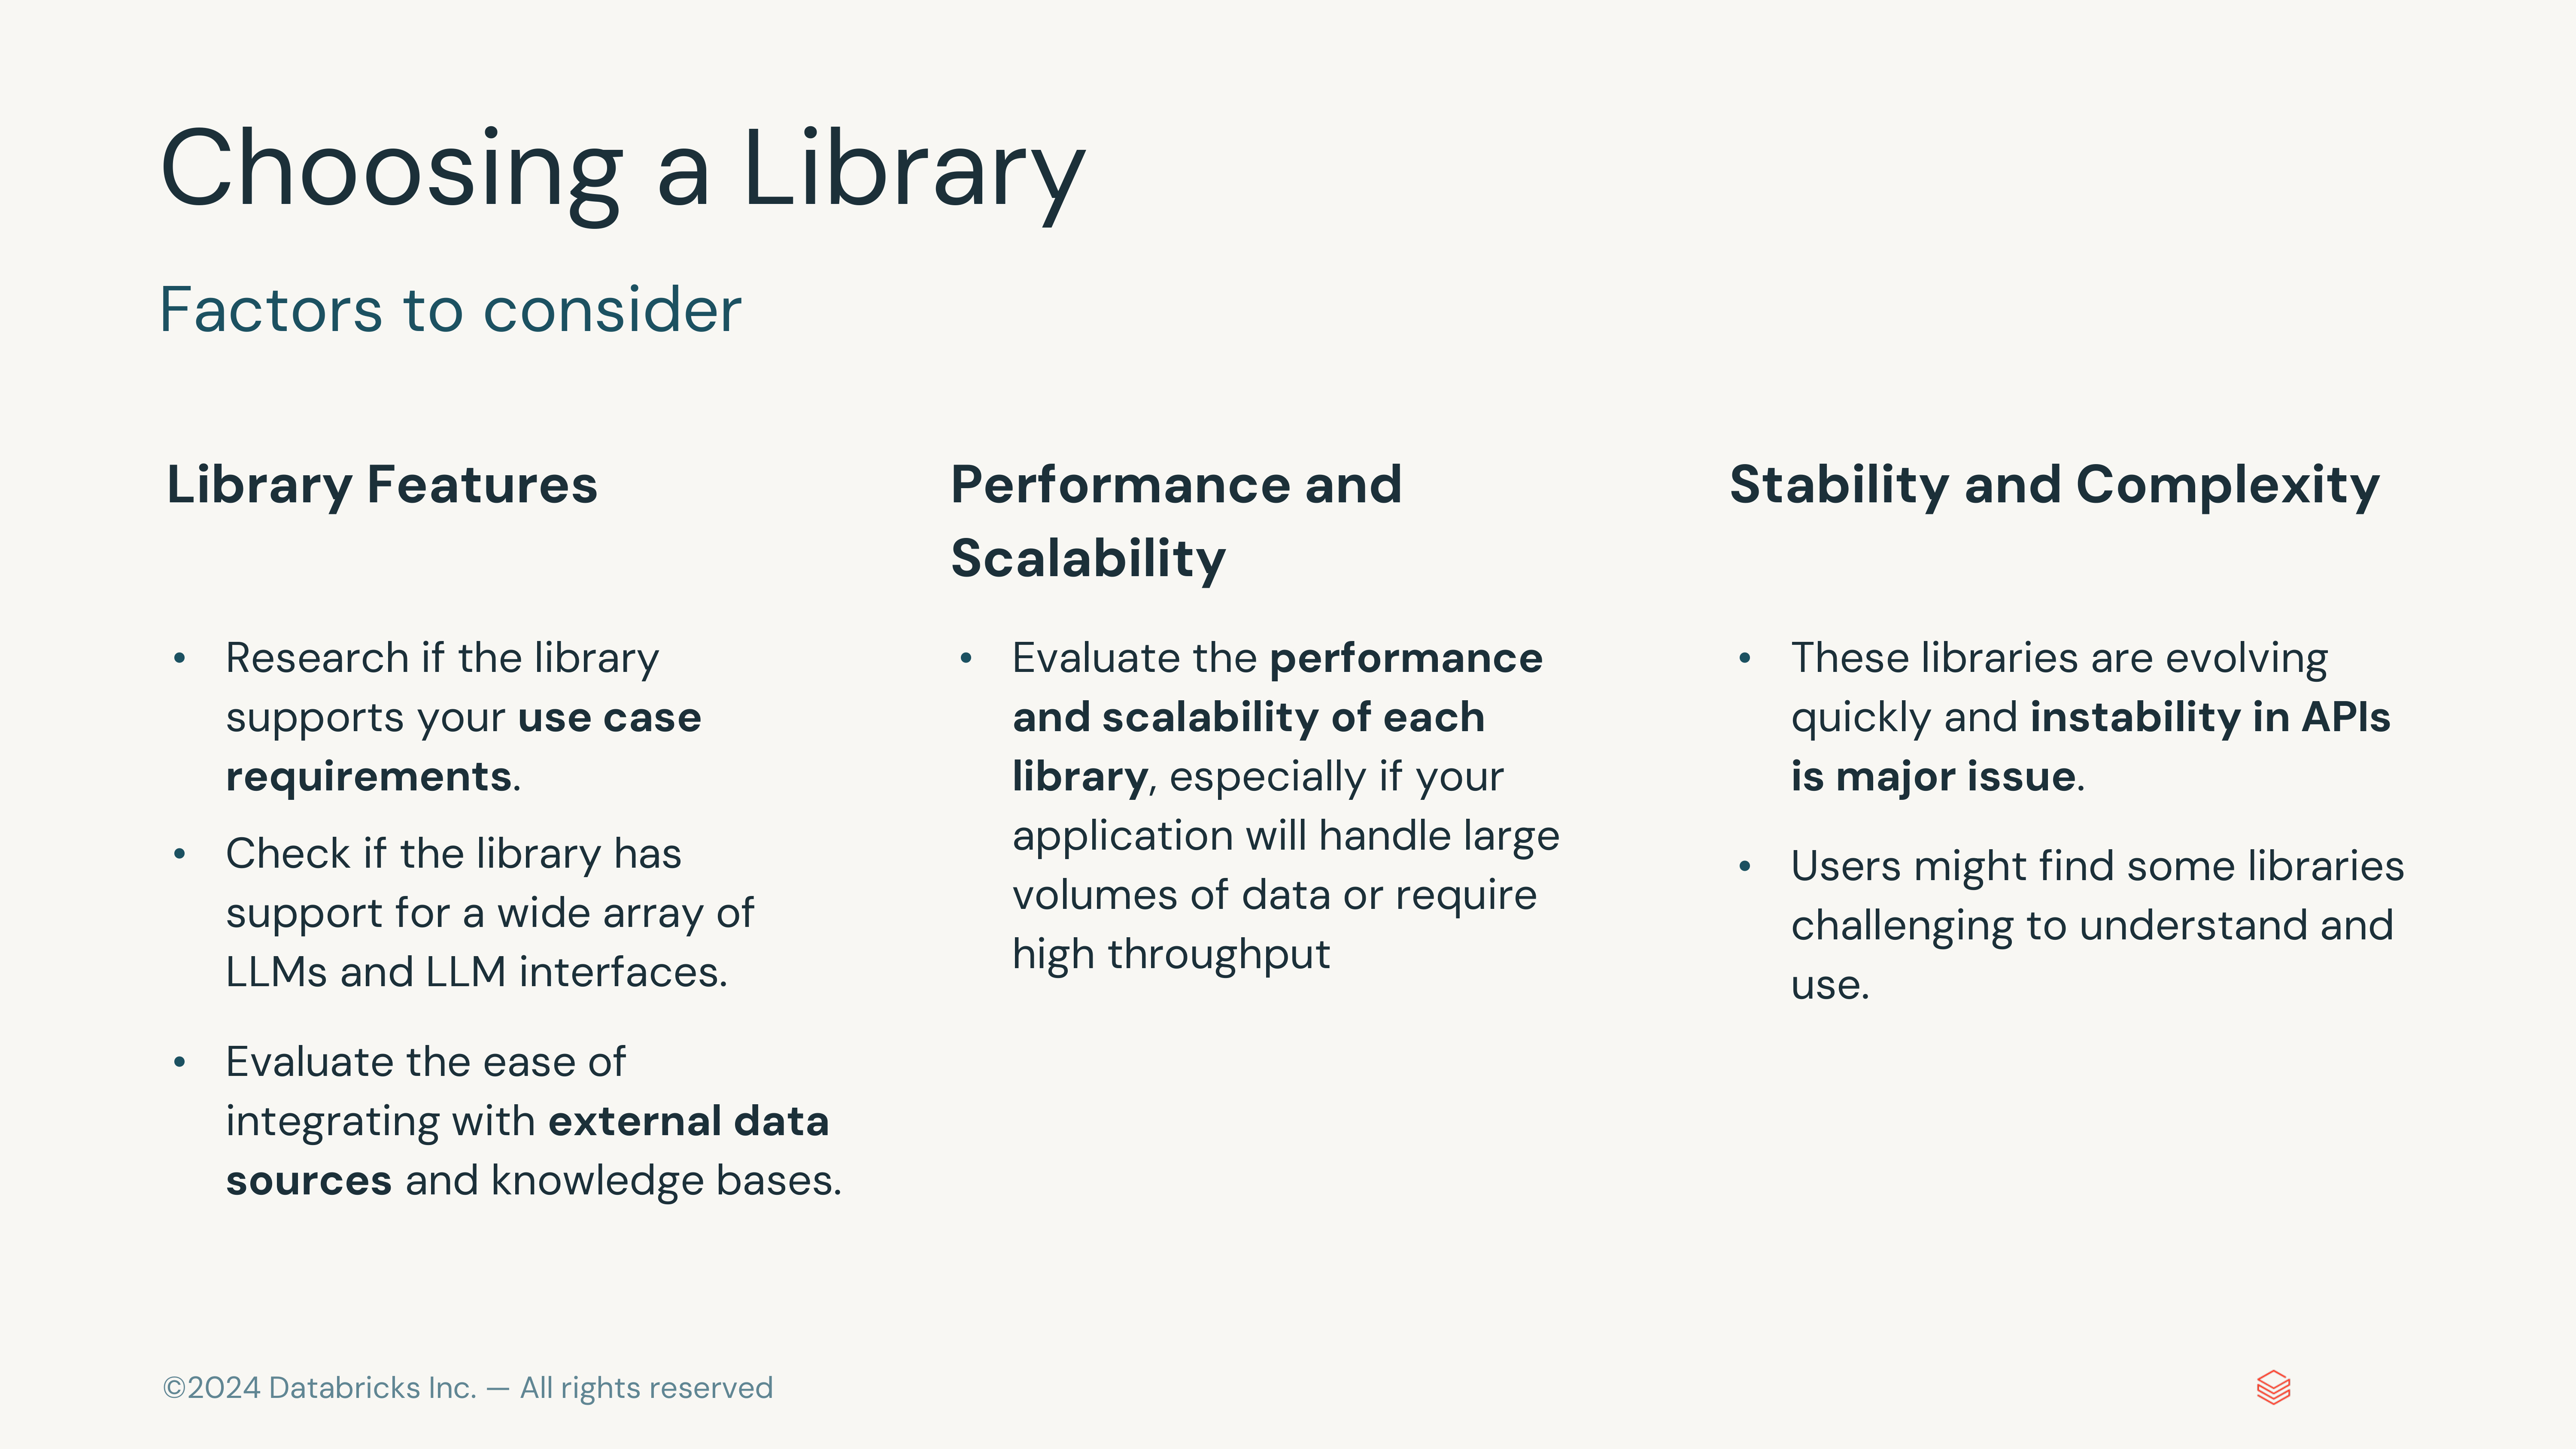 Choosing a Library
Factors to consider
Library Features
• Research if the library
supports your use case
requirements.
• Check if the library has
support for a wide array of
LLMs and LLM interfaces.
• Evaluate the ease of
integrating with external data
sources and knowledge bases.
Performance and
Scalability
• Evaluate the performance
and scalability of each
library, especially if your
application will handle large
volumes of data or require
high throughput
Stability and Complexity
• These libraries are evolving
quickly and instability in APIs
is major issue.
• Users might find some libraries
challenging to understand and
use.
©2024 Databricks Inc. — All rights reserved